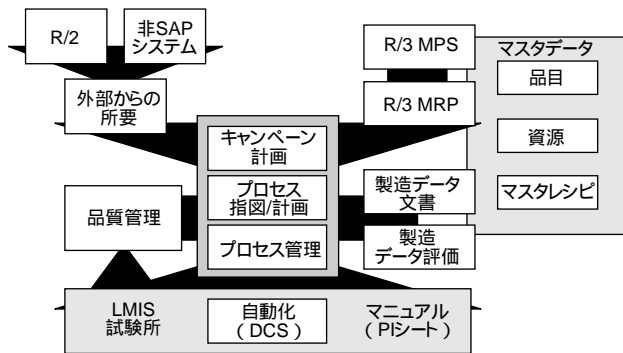 R/2
非SAP
システム
R/3 MPS
マスタデータ
品目
外部からの
所要
R/3 MRP
キャンペーン
計画
資源
プロセス
指図/計画
製造データ
文書
マスタレシピ
品質管理
プロセス管理
製造
データ評価
LMIS
試験所
自動化
（DCS）
マニュアル
（PIシート）